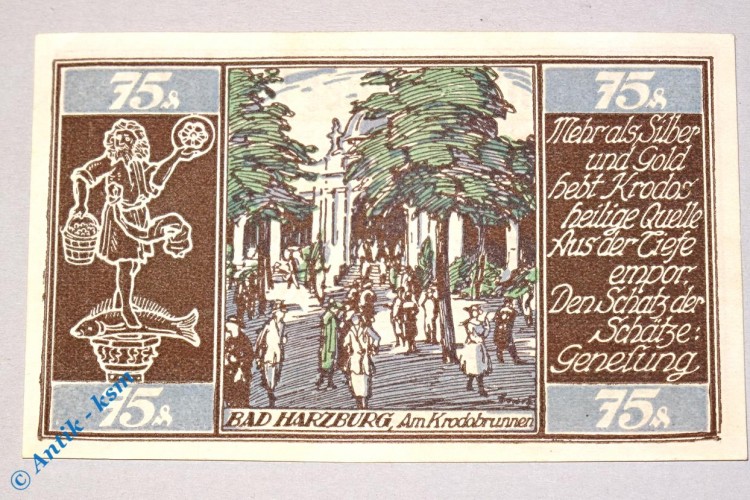 75₰
75₰
Mehr als Silber
und Gold
hebt Krodos
heilige Quelle
Aus der Tiefe
empor,
Den Schatz der
Schätze:
Genesung
75₰
75₰
BAD HARZBURG, Am Krodobrunnen
© Antik - ksm